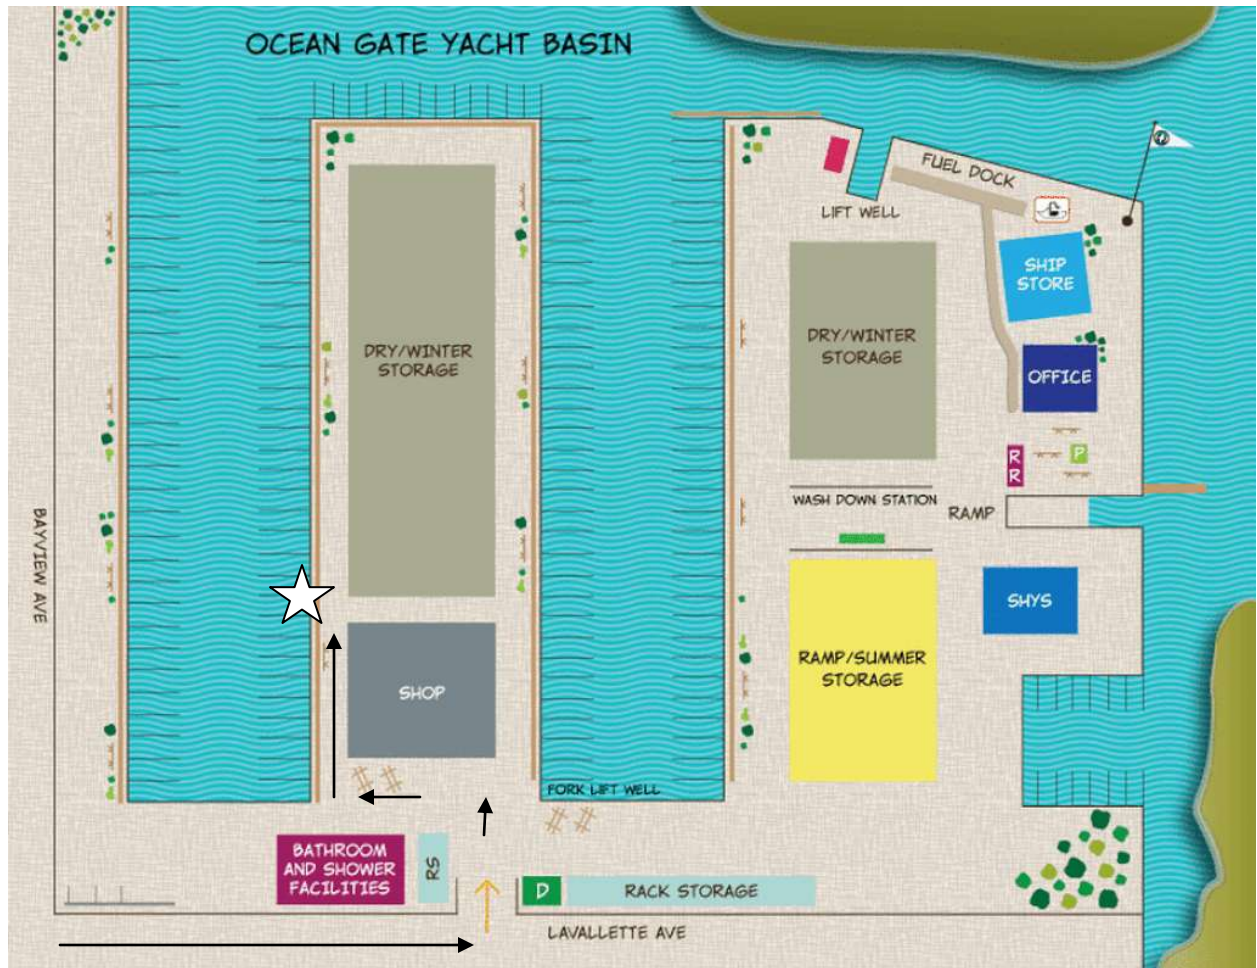 OCEAN GATE YACHT BASIN
FUEL DOCK
LIFT WELL
SHIP
STORE
DRY/WINTER
STORAGE
DRY/WINTER
STORAGE
OFFICE
R
R
P
WASH DOWN STATION
RAMP
BAYVIEW AVE
SHYS
RAMP/SUMMER
STORAGE
SHOP
FORK LIFT WELL
BATHROOM
AND SHOWER
FACILITIES
RS
D
RACK STORAGE
LAVALLETTE AVE